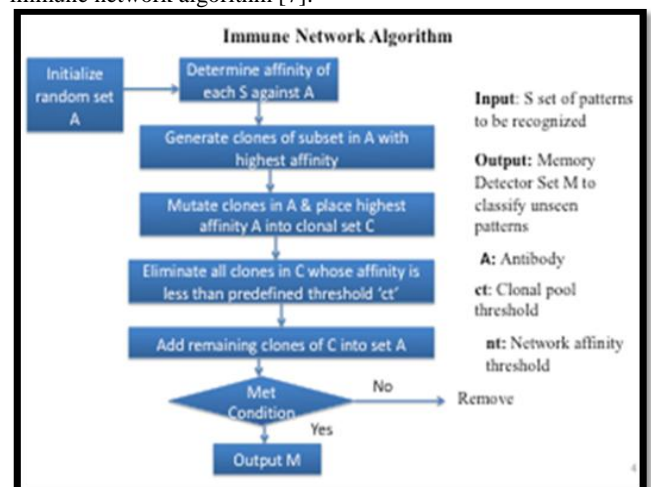 immune network algorithm [7].
Immune Network Algorithm
Initialize
random set
A
Determine affinity of
each S against A
Generate clones of subset in A with
highest affinity
Mutate clones in A & place highest
affinity A into clonal set C
Eliminate all clones in C whose affinity is
less than predefined threshold 'ct'
Add remaining clones of C into set A
Met
Condition
No
Remove
Yes
Output M
Input: S set of patterns
to be recognized
Output: Memory
Detector Set M to
classify unseen
patterns
A: Antibody
ct: Clonal pool
threshold
nt: Network affinity
threshold
4